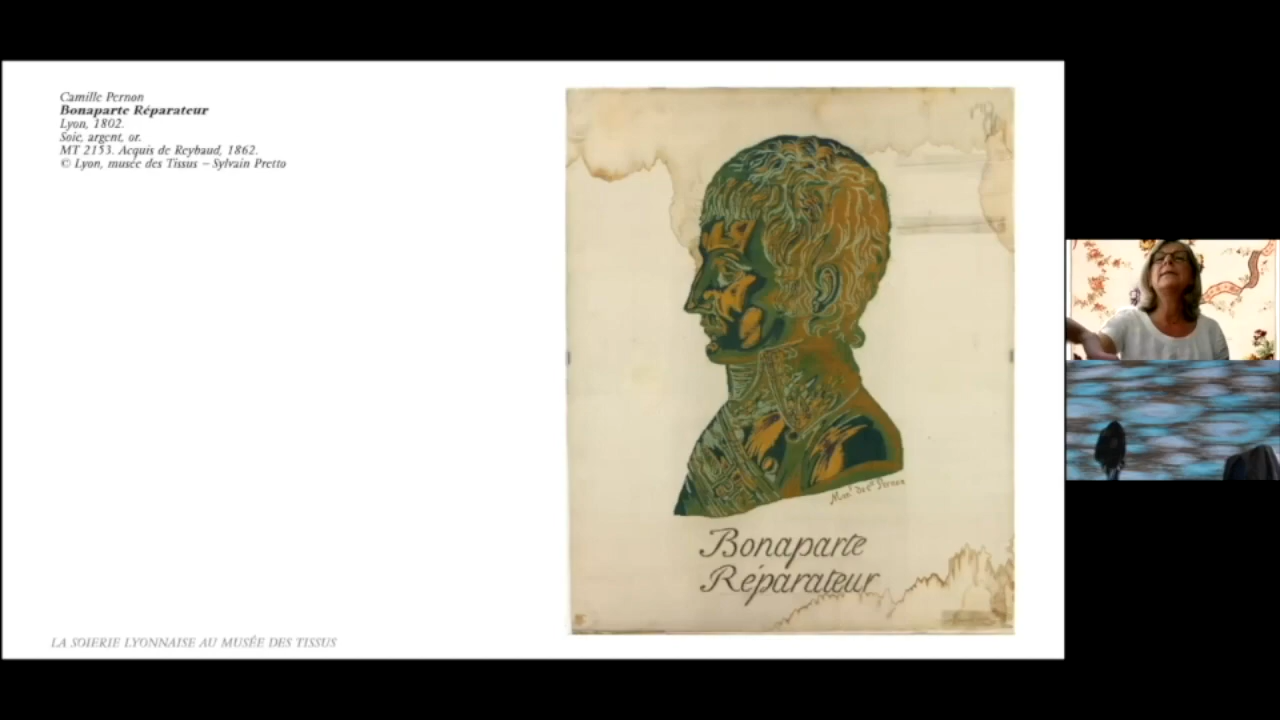 Camille Pernon
Bonaparte Réparateur
Lyon, 1802.
Soie, argent, or.
MT 2153. Acquis de Reybaud, 1862.
© Lyon, musée des Tissus – Sylvain Pretto
Pernon
Bonaparte
Réparateur
LA SOIERIE LYONNAISE AU MUSÉE DES TISSUS